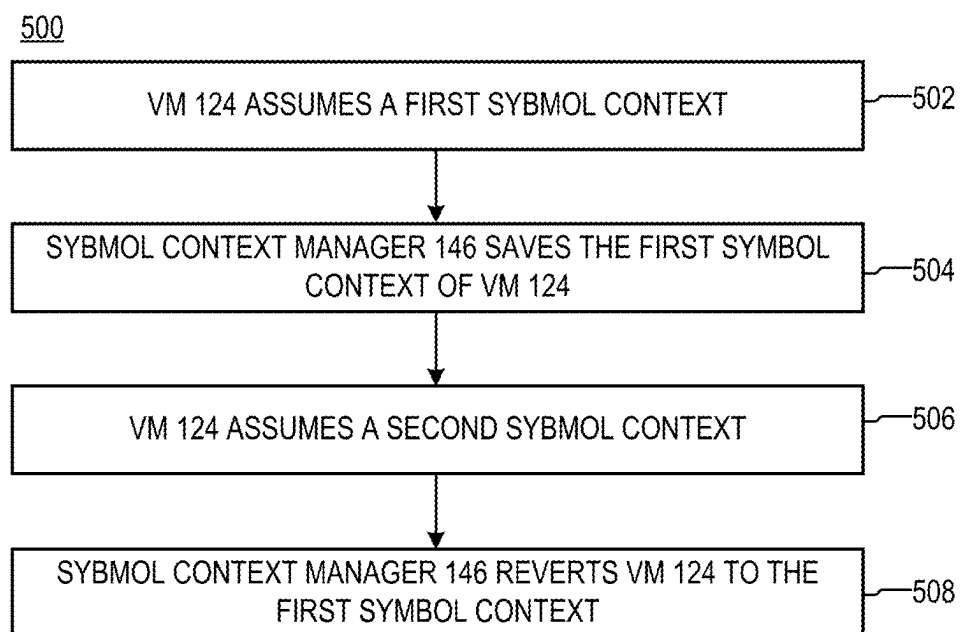 500
VM 124 ASSUMES A FIRST SYBMOL CONTEXT
502
SYBMOL CONTEXT MANAGER 146 SAVES THE FIRST SYMBOL
CONTEXT OF VM 124
504
VM 124 ASSUMES A SECOND SYBMOL CONTEXT
506
SYBMOL CONTEXT MANAGER 146 REVERTS VM 124 TO THE
FIRST SYMBOL CONTEXT
508